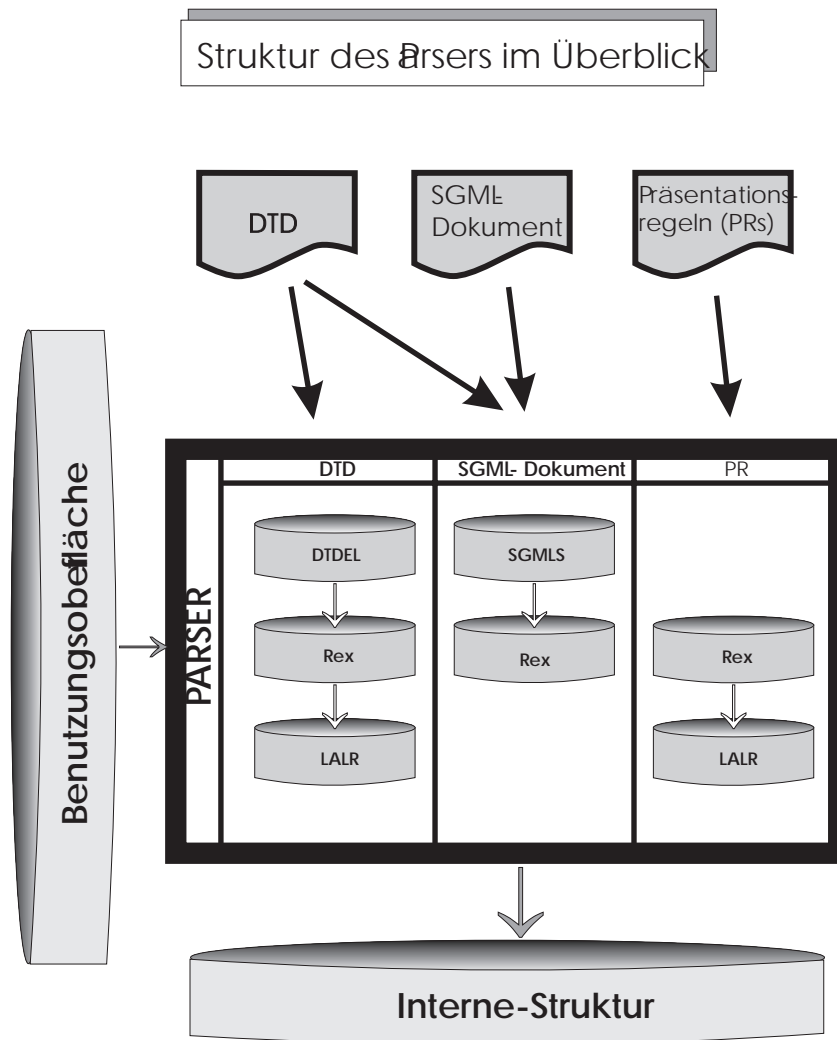 Struktur des Parsers im Überblick
DTD
SGML-
Dokument
Präsentations-
regeln (PRs)
Benutzungsoberfläche
PARSER
DTD
SGML- Dokument
PR
DTDEL
SGMLS
Rex
Rex
Rex
LALR
LALR
Interne-Struktur